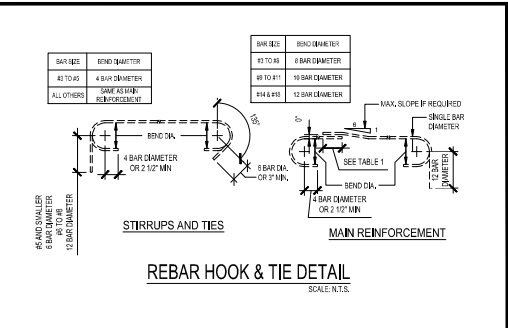 BAR SIZE BEND DIAMETER
#3 TO #5 4 BAR DIAMETER
ALL OTHERS SAME AS MAIN REINFORCEMENT
BAR SIZE BEND DIAMETER
#3 TO #8 8 BAR DIAMETER
#9 TO #11 10 BAR DIAMETER
#14 & #18 12 BAR DIAMETER
135°
BEND DIA.
4 BAR DIAMETER
OR 2 1/2" MIN
6 BAR DIA.
OR 3" MIN.
#5 AND SMALLER
6 BAR DIAMETER
#6 TO #8
12 BAR DIAMETER
STIRRUPS AND TIES
MAX. SLOPE IF REQUIRED
6
1
SINGLE BAR
DIAMETER
SEE TABLE 1
BEND DIA.
4 BAR DIAMETER
OR 2 1/2" MIN
12 BAR
DIAMETER
MAIN REINFORCEMENT
REBAR HOOK & TIE DETAIL
SCALE: N.T.S.